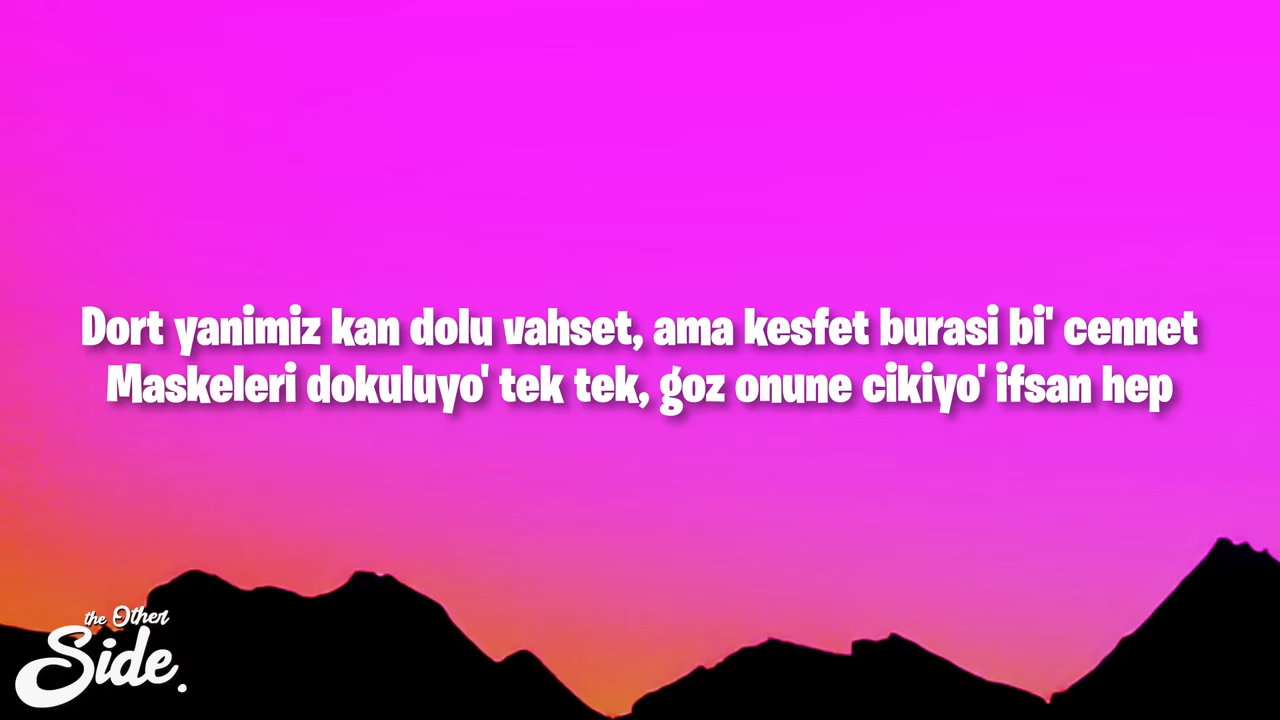 Dort yanimiz kan dolu vahset, ama kesfet burasi bi' cennet
Maskeleri dokuluyo' tek tek, goz onune cikiyo' ifsan hep
the Other
Side.